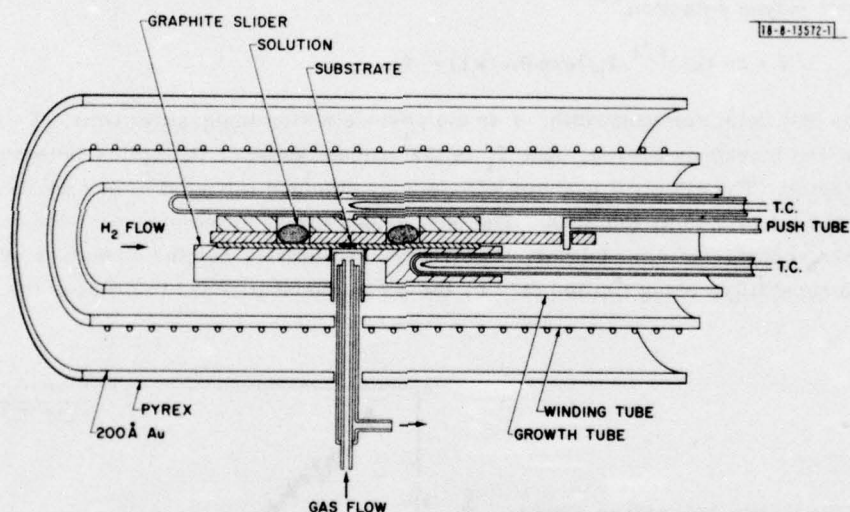 18-8-13572-1
GRAPHITE SLIDER
SOLUTION
SUBSTRATE
H2 FLOW
T.C.
PUSH TUBE
T.C.
PYREX
200Å Au
WINDING TUBE
GROWTH TUBE
GAS FLOW